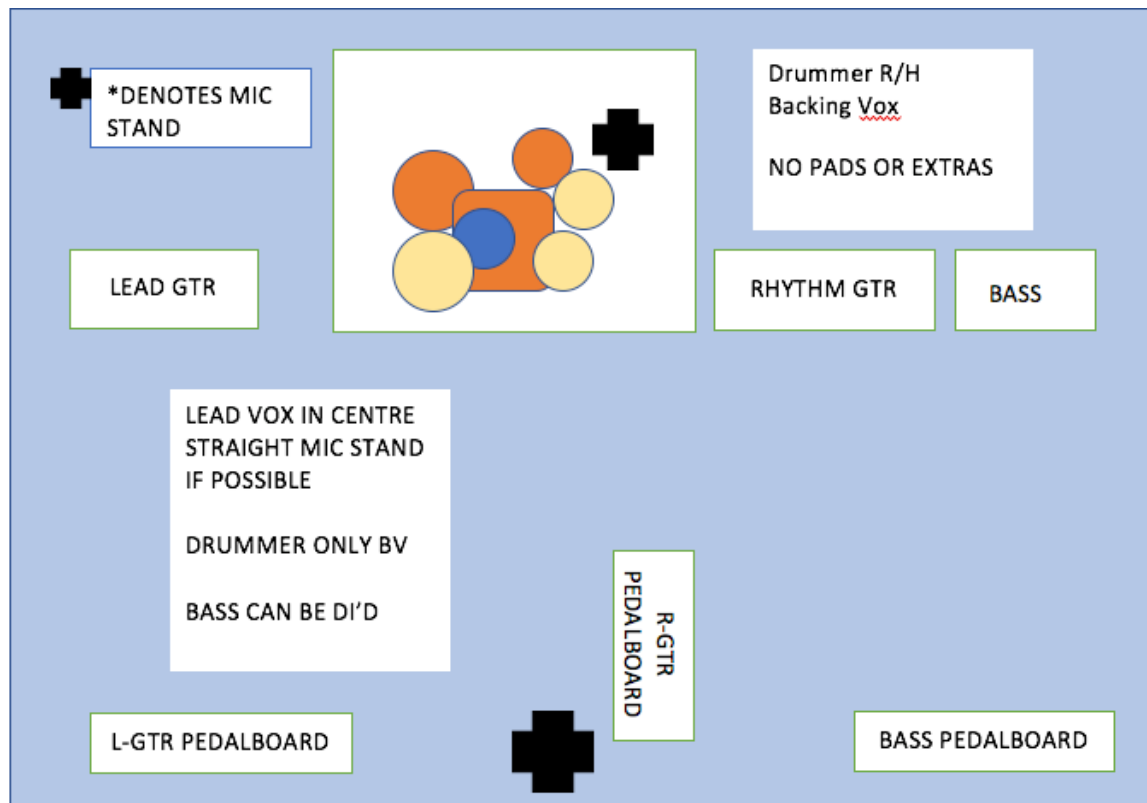 *DENOTES MIC
STAND
Drummer R/H
Backing Vox
NO PADS OR EXTRAS
LEAD GTR
RHYTHM GTR
BASS
LEAD VOX IN CENTRE
STRAIGHT MIC STAND
IF POSSIBLE
DRUMMER ONLY BV
BASS CAN BE DI’D
R-GTR
PEDALBOARD
L-GTR PEDALBOARD
BASS PEDALBOARD